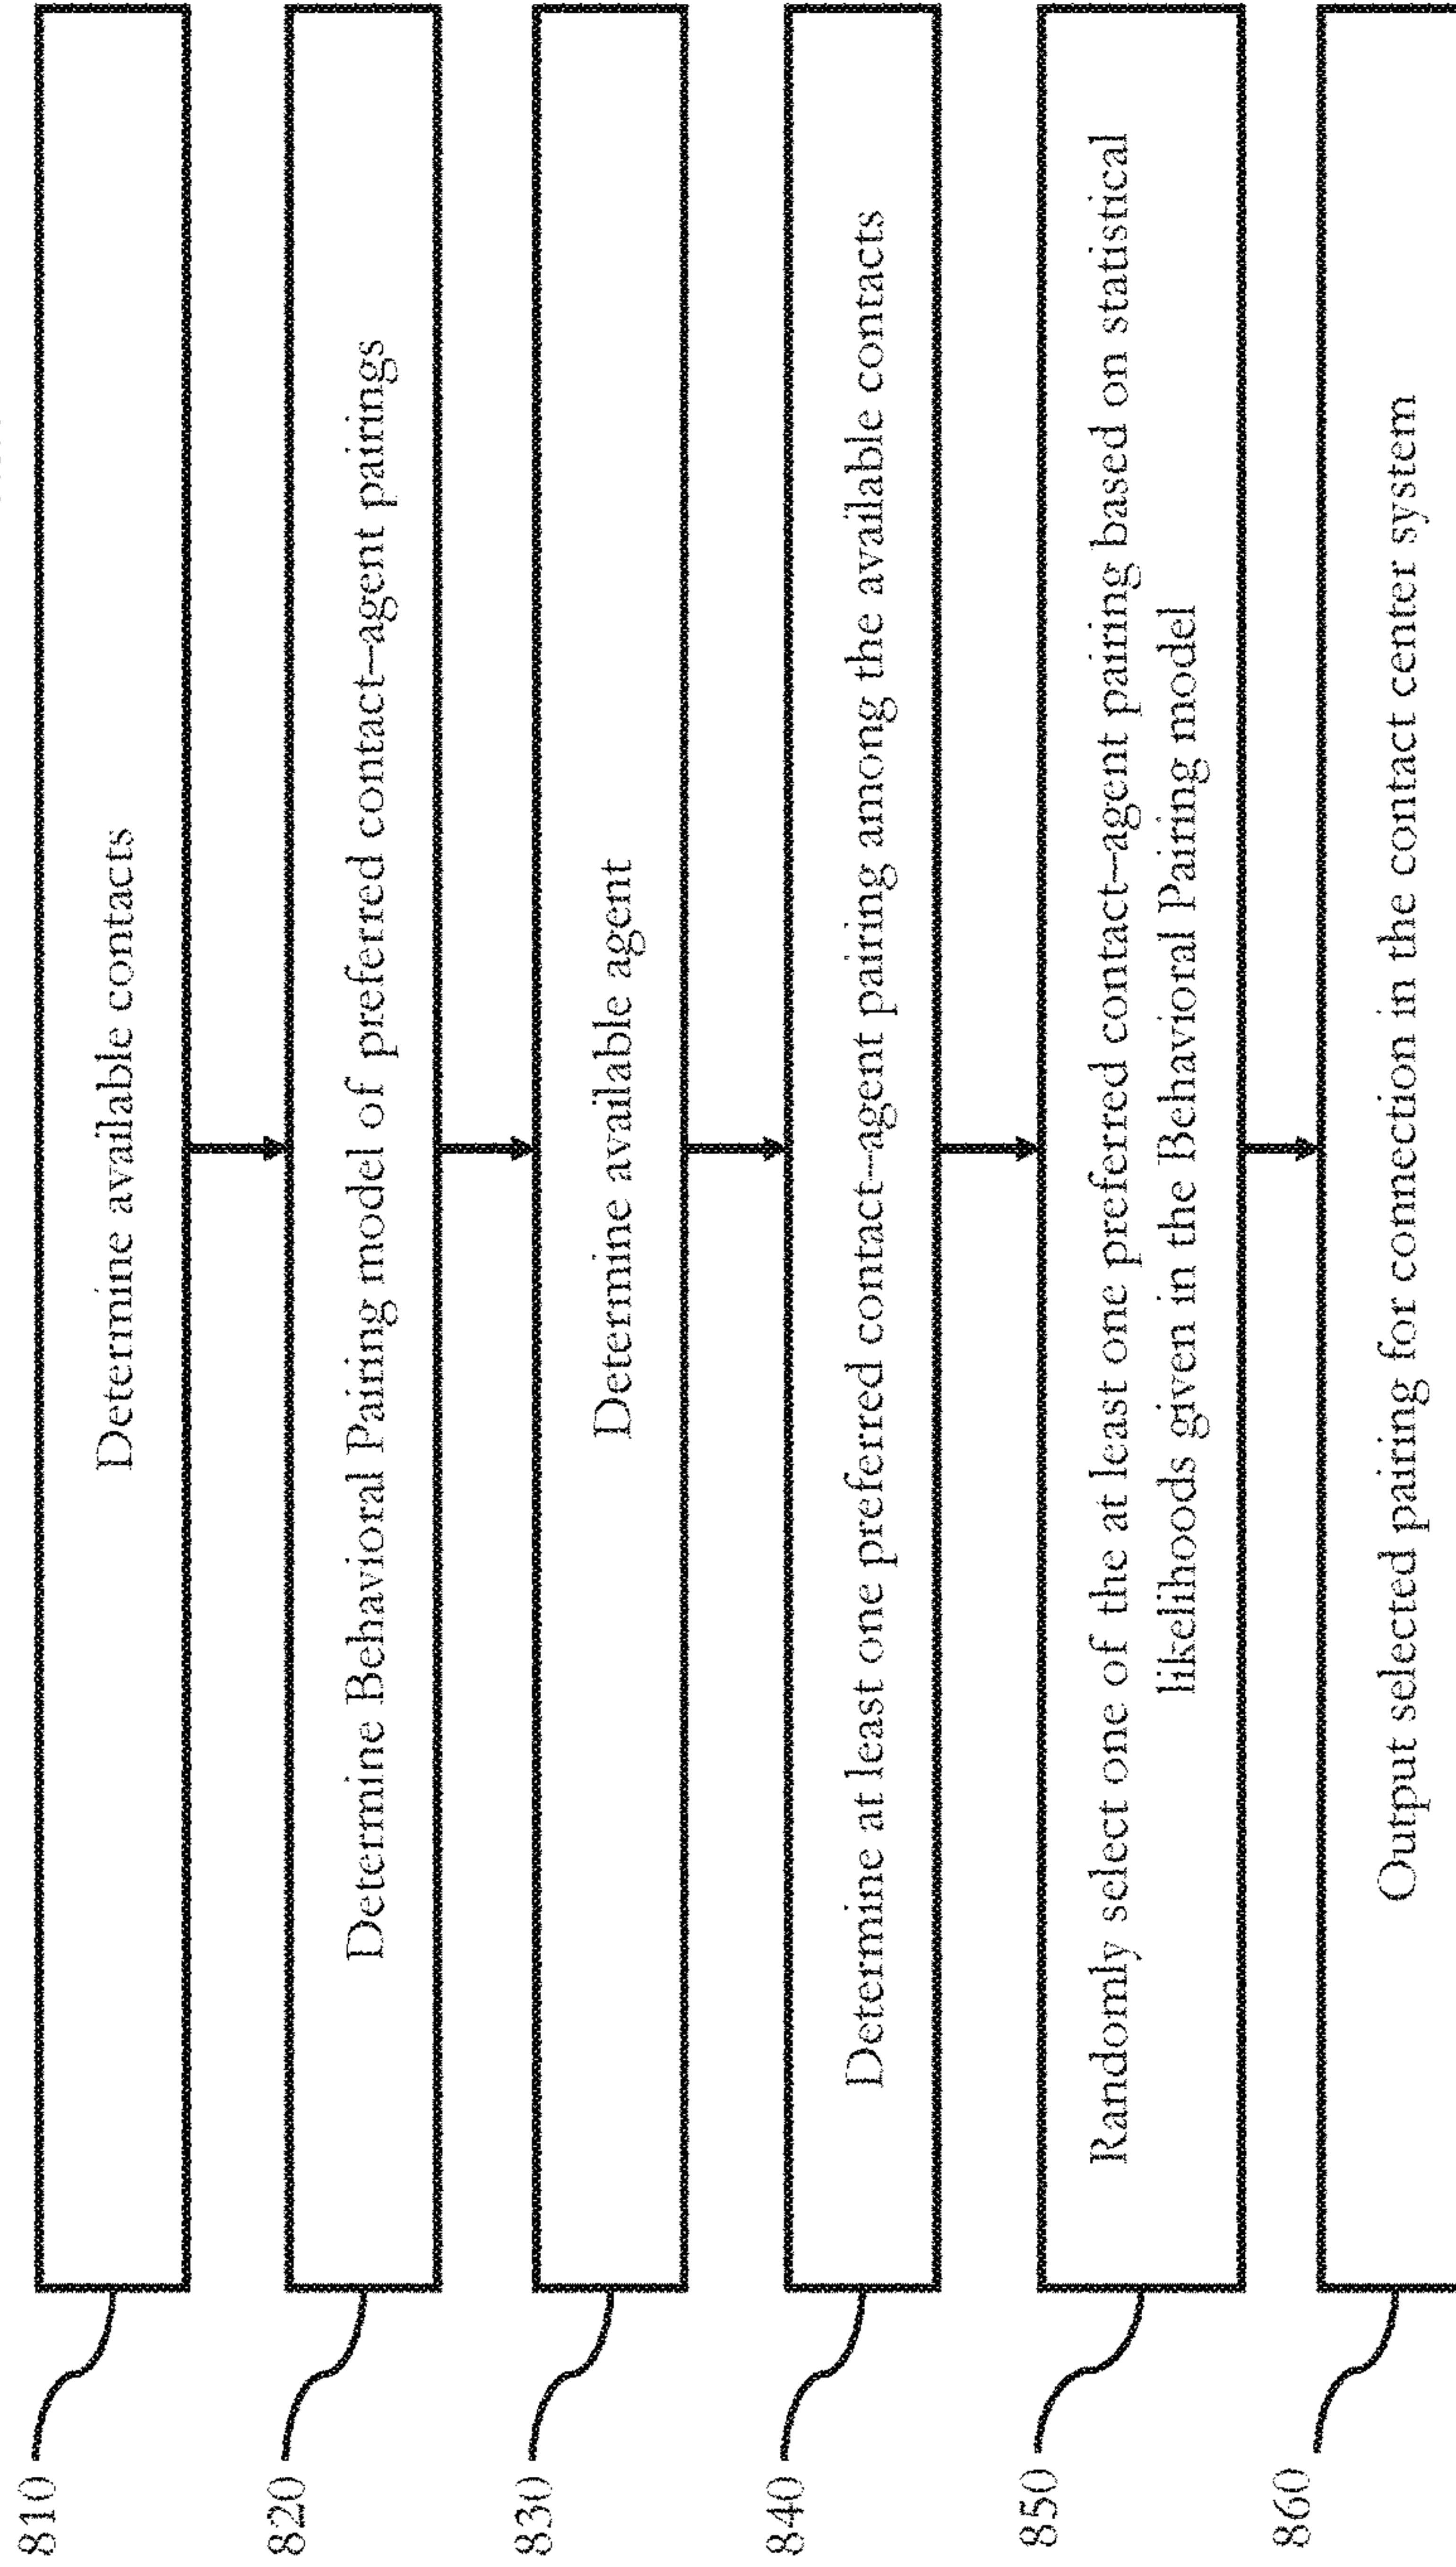 810
Determine available contacts
820
Determine Behavioral Pairing model of preferred contact–agent pairings
830
Determine available agent
840
Determine at least one preferred contact–agent pairing among the available contacts
850
Randomly select one of the at least one preferred contact–agent pairing based on statistical
likelihoods given in the Behavioral Pairing model
860
Output selected pairing for connection in the contact center system